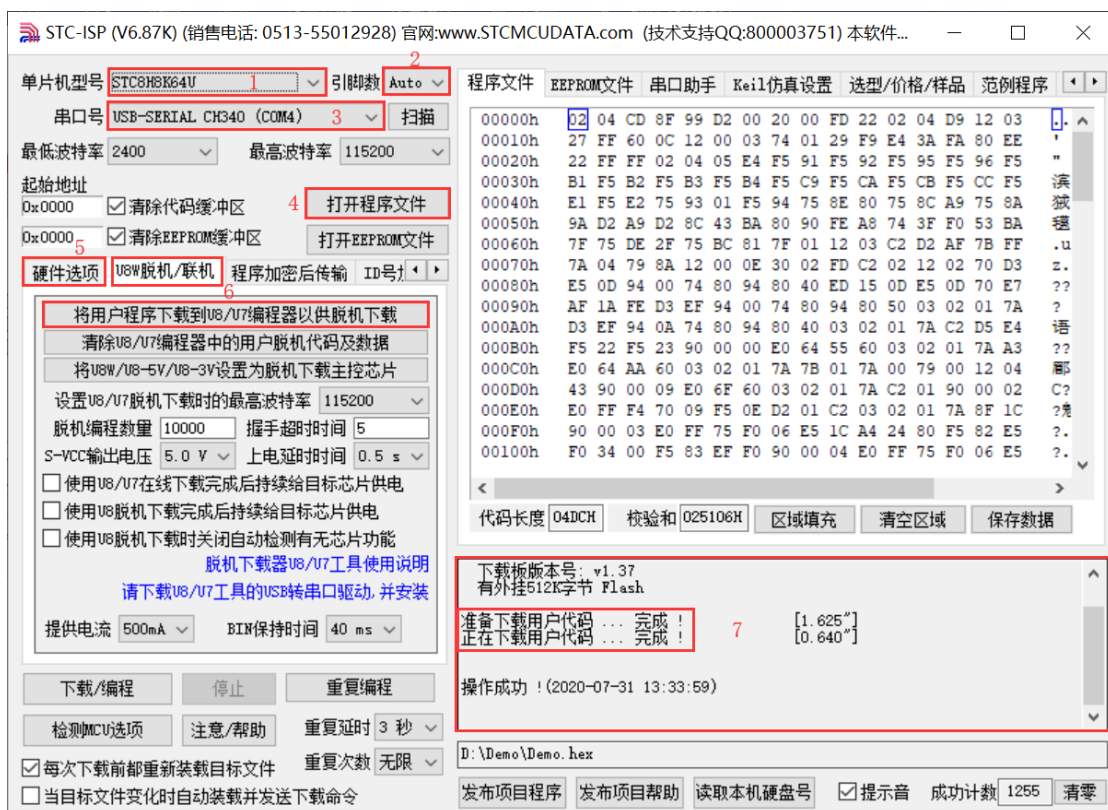 STC-ISP (V6.87K) (销售电话: 0513-55012928) 官网:www.STCMCUDATA.com (技术支持QQ:800003751) 本软件...
单片机型号 STC8H8K64U 1 引脚数 Auto 2
串口号 USB-SERIAL CH340 (COM4) 3 扫描
最低波特率 2400 最高波特率 115200
起始地址
0x0000 清除代码缓冲区 4 打开程序文件
0x0000 清除EEPROM缓冲区 打开EEPROM文件
5
硬件选项 U8W脱机/联机 程序加密后传输 ID号
6
将用户程序下载到U8/U7编程器以供脱机下载
清除U8/U7编程器中的用户脱机代码及数据
将U8W/U8-5V/U8-3V设置为脱机下载主控芯片
设置U8/U7脱机下载时的最高波特率 115200
脱机编程数量 10000 握手超时时间 5
S-VCC输出电压 5.0 V 上电延时时间 0.5 s
使用U8/U7在线下载完成后持续给目标芯片供电
使用U8脱机下载完成后持续给目标芯片供电
使用U8脱机下载时关闭自动检测有无芯片功能
脱机下载器U8/U7工具使用说明
请下载U8/U7工具的USB转串口驱动,并安装
提供电流 500mA BIN保持时间 40 ms
下载/编程 停止 重复编程
检测MCU选项 注意/帮助 重复延时 3 秒
每次下载前都重新装载目标文件 重复次数 无限
当目标文件变化时自动装载并发送下载命令
程序文件 EEPROM文件 串口助手 Keil仿真设置 选型/价格/样品 范例程序
00000h 02 04 CD 8F 99 D2 00 20 00 FD 22 02 04 D9 12 03 ..
00010h 27 FF 60 0C 12 00 03 74 01 29 F9 E4 3A FA 80 EE '
00020h 22 FF FF 02 04 05 E4 F5 91 F5 92 F5 95 F5 96 F5 "
00030h B1 F5 B2 F5 B3 F5 B4 F5 C9 F5 CA F5 CB F5 CC F5
00040h E1 F5 E2 75 93 01 F5 94 75 8E 80 75 8C A9 75 8A
00050h 9A D2 A9 D2 8C 43 BA 80 90 FE A8 74 3F F0 53 BA
00060h 7F 75 DE 2F 75 BC 81 7F 01 12 03 C2 D2 AF 7B FF .u
00070h 7A 04 79 8A 12 00 0E 30 02 FD C2 02 12 02 70 D3 z.
00080h E5 0D 94 00 74 80 94 80 40 ED 15 0D E5 0D 70 E7 ??
00090h AF 1A FE D3 EF 94 00 74 80 94 80 50 03 02 01 7A ?
000A0h D3 EF 94 0A 74 80 94 80 40 03 02 01 7A C2 D5 E4 语
000B0h F5 22 F5 23 90 00 00 E0 64 55 60 03 02 01 7A A3 ??
000C0h E0 64 AA 60 03 02 01 7A 7B 01 7A 00 79 00 12 04
000D0h 43 90 00 09 E0 6F 60 03 02 01 7A C2 01 90 00 02 C?
000E0h E0 FF F4 70 09 F5 0E D2 01 C2 03 02 01 7A 8F 1C
000F0h 90 00 03 E0 FF 75 F0 06 E5 1C A4 24 80 F5 82 E5 ?.
00100h F0 34 00 F5 83 EF F0 90 00 04 E0 FF 75 F0 06 E5 ?.
代码长度 04DCH 校验和 025106H 区域填充 清空区域 保存数据
下载板版本号: v1.37
有外挂512K字节 Flash
准备下载用户代码 ... 完成 ! [1.625"]
正在下载用户代码 ... 完成 ! 7 [0.640"]
操作成功 !(2020-07-31 13:33:59)
D:\Demo\Demo.hex
发布项目程序 发布项目帮助 读取本机硬盘号 提示音 成功计数 1255 清零